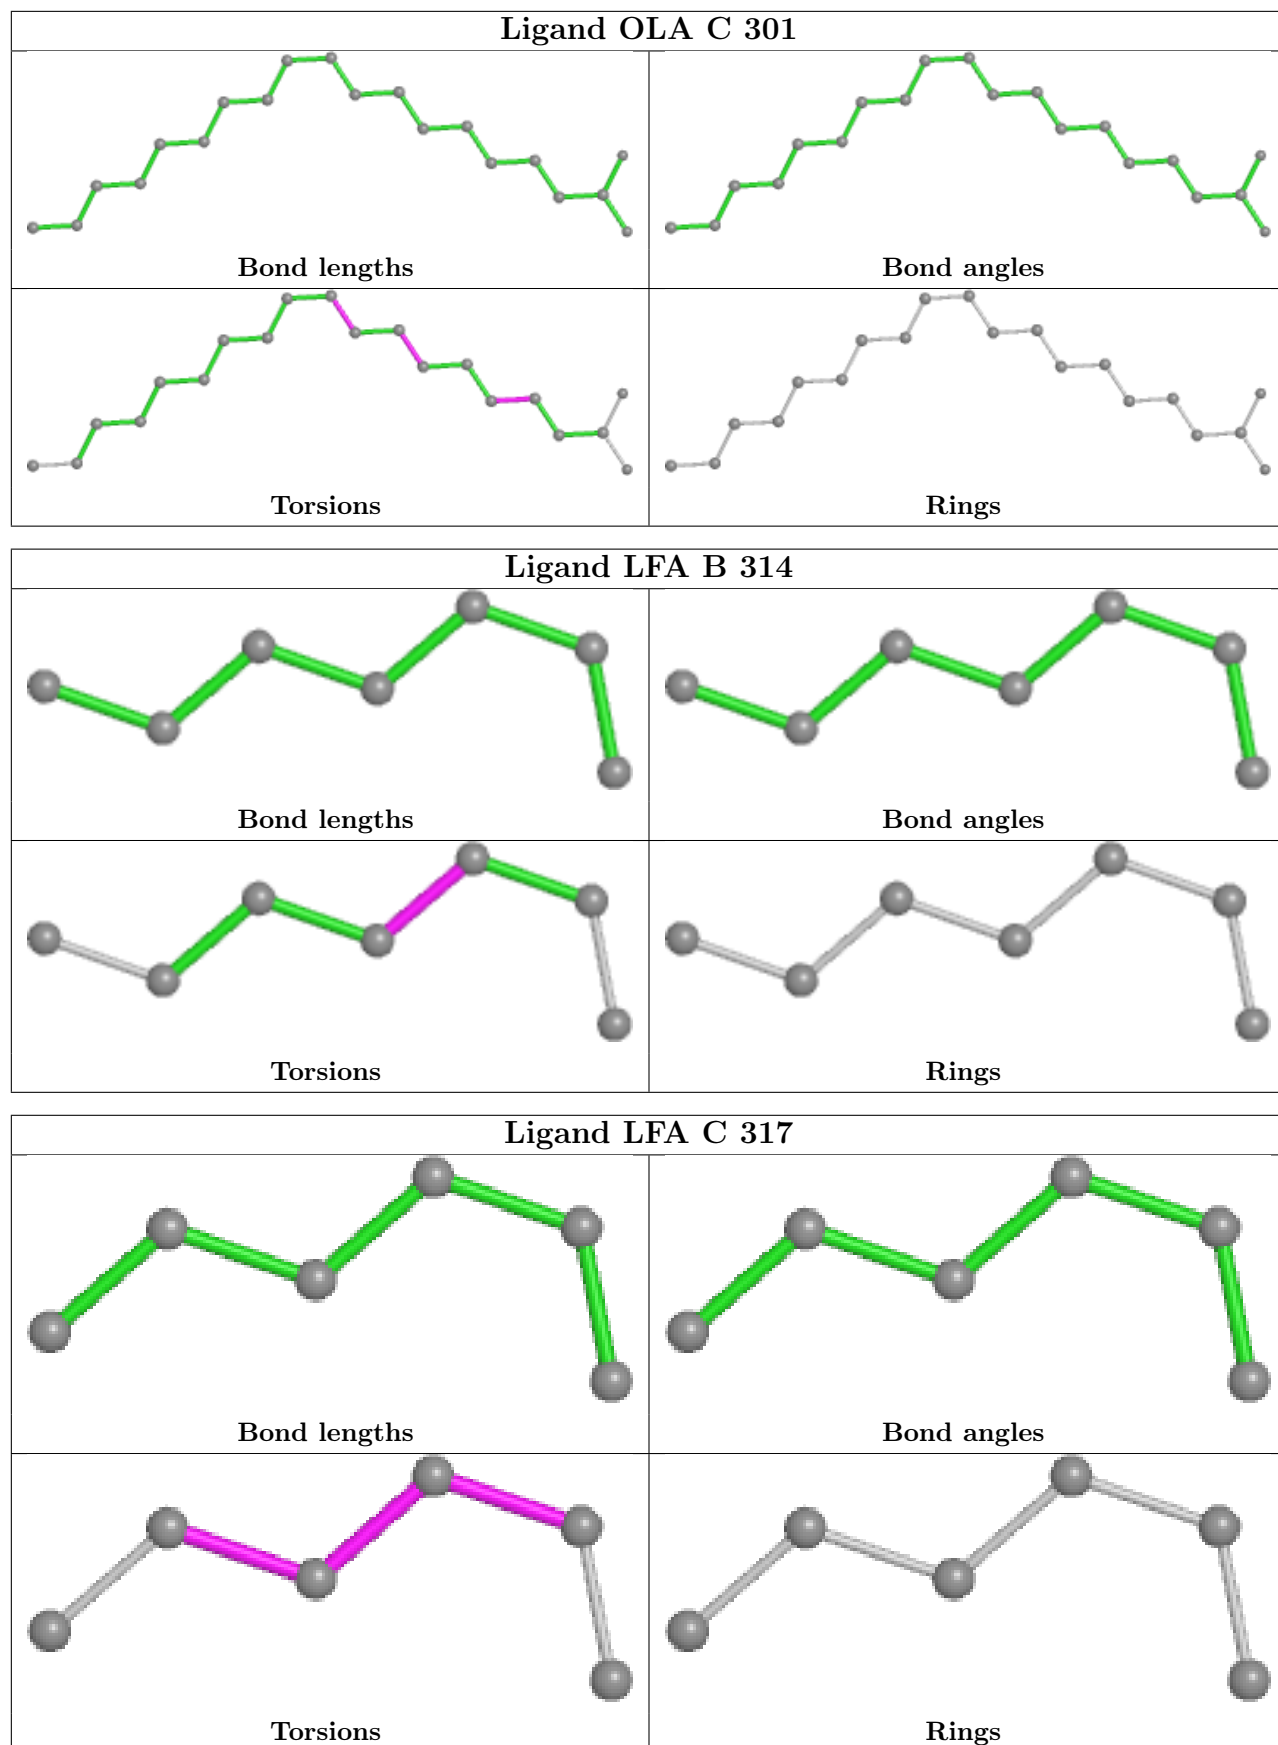 Ligand OLA C 301
Bond lengths
Bond angles
Torsions
Rings
Ligand LFA B 314
Bond lengths
Bond angles
Torsions
Rings
Ligand LFA C 317
Bond lengths
Bond angles
Torsions
Rings